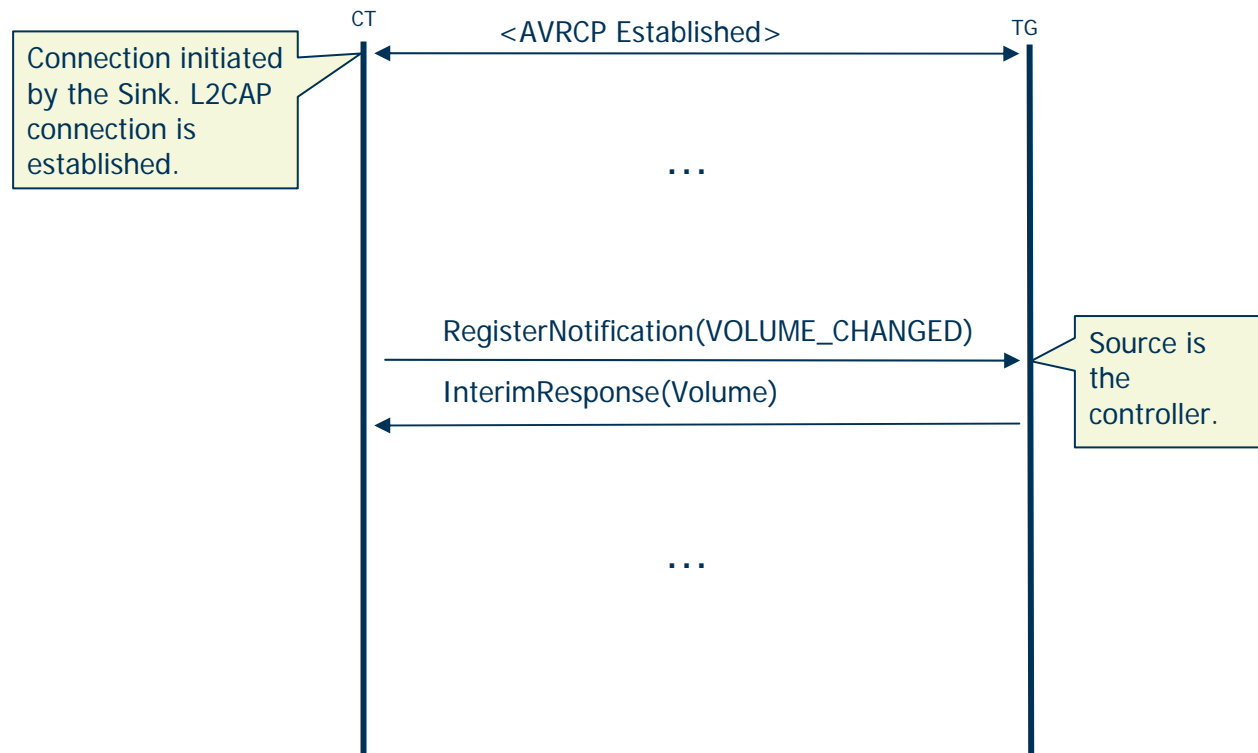 CT
<AVRCP Established>
TG
Connection initiated
by the Sink. L2CAP
connection is
established.
...
RegisterNotification(VOLUME_CHANGED)
InterimResponse(Volume)
Source is
the
controller.
...